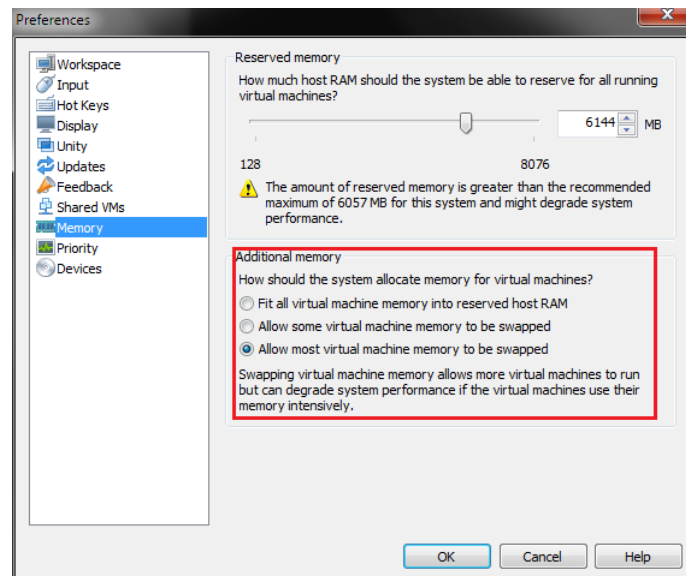 Preferences
Workspace
Input
Hot Keys
Display
Unity
Updates
Feedback
Shared VMs
Memory
Priority
Devices
Reserved memory
How much host RAM should the system be able to reserve for all running
virtual machines?
6144 MB
128 8076
The amount of reserved memory is greater than the recommended
maximum of 6057 MB for this system and might degrade system
performance.
Additional memory
How should the system allocate memory for virtual machines?
Fit all virtual machine memory into reserved host RAM
Allow some virtual machine memory to be swapped
Allow most virtual machine memory to be swapped
Swapping virtual machine memory allows more virtual machines to run
but can degrade system performance if the virtual machines use their
memory intensively.
OK Cancel Help